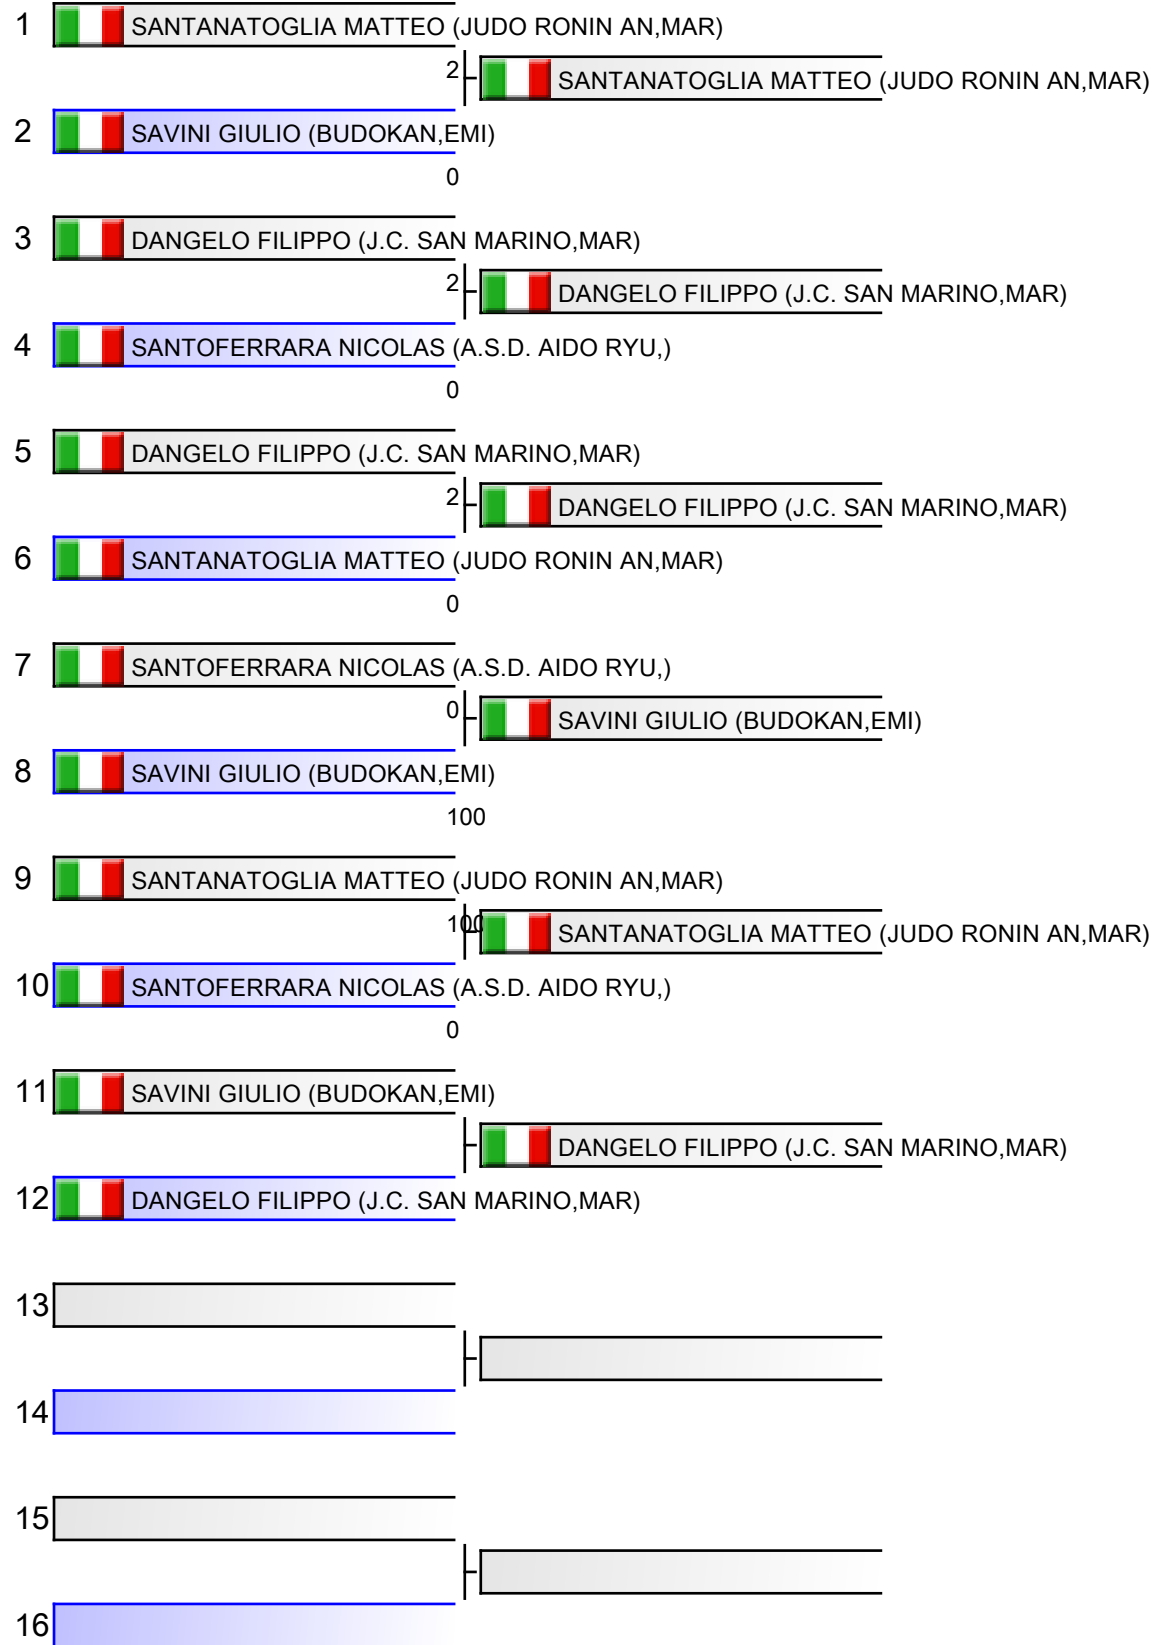 1 SANTANATOGLIA MATTEO (JUDO RONIN AN,MAR)
2 SANTANATOGLIA MATTEO (JUDO RONIN AN,MAR)
2 SAVINI GIULIO (BUDOKAN,EMI)
0
3 DANGELO FILIPPO (J.C. SAN MARINO,MAR)
2 DANGELO FILIPPO (J.C. SAN MARINO,MAR)
4 SANTOFERRARA NICOLAS (A.S.D. AIDO RYU,)
0
5 DANGELO FILIPPO (J.C. SAN MARINO,MAR)
2 DANGELO FILIPPO (J.C. SAN MARINO,MAR)
6 SANTANATOGLIA MATTEO (JUDO RONIN AN,MAR)
0
7 SANTOFERRARA NICOLAS (A.S.D. AIDO RYU,)
0 SAVINI GIULIO (BUDOKAN,EMI)
8 SAVINI GIULIO (BUDOKAN,EMI)
100
9 SANTANATOGLIA MATTEO (JUDO RONIN AN,MAR)
100 SANTANATOGLIA MATTEO (JUDO RONIN AN,MAR)
10 SANTOFERRARA NICOLAS (A.S.D. AIDO RYU,)
0
11 SAVINI GIULIO (BUDOKAN,EMI)
DANGELO FILIPPO (J.C. SAN MARINO,MAR)
12 DANGELO FILIPPO (J.C. SAN MARINO,MAR)
13
14
15
16